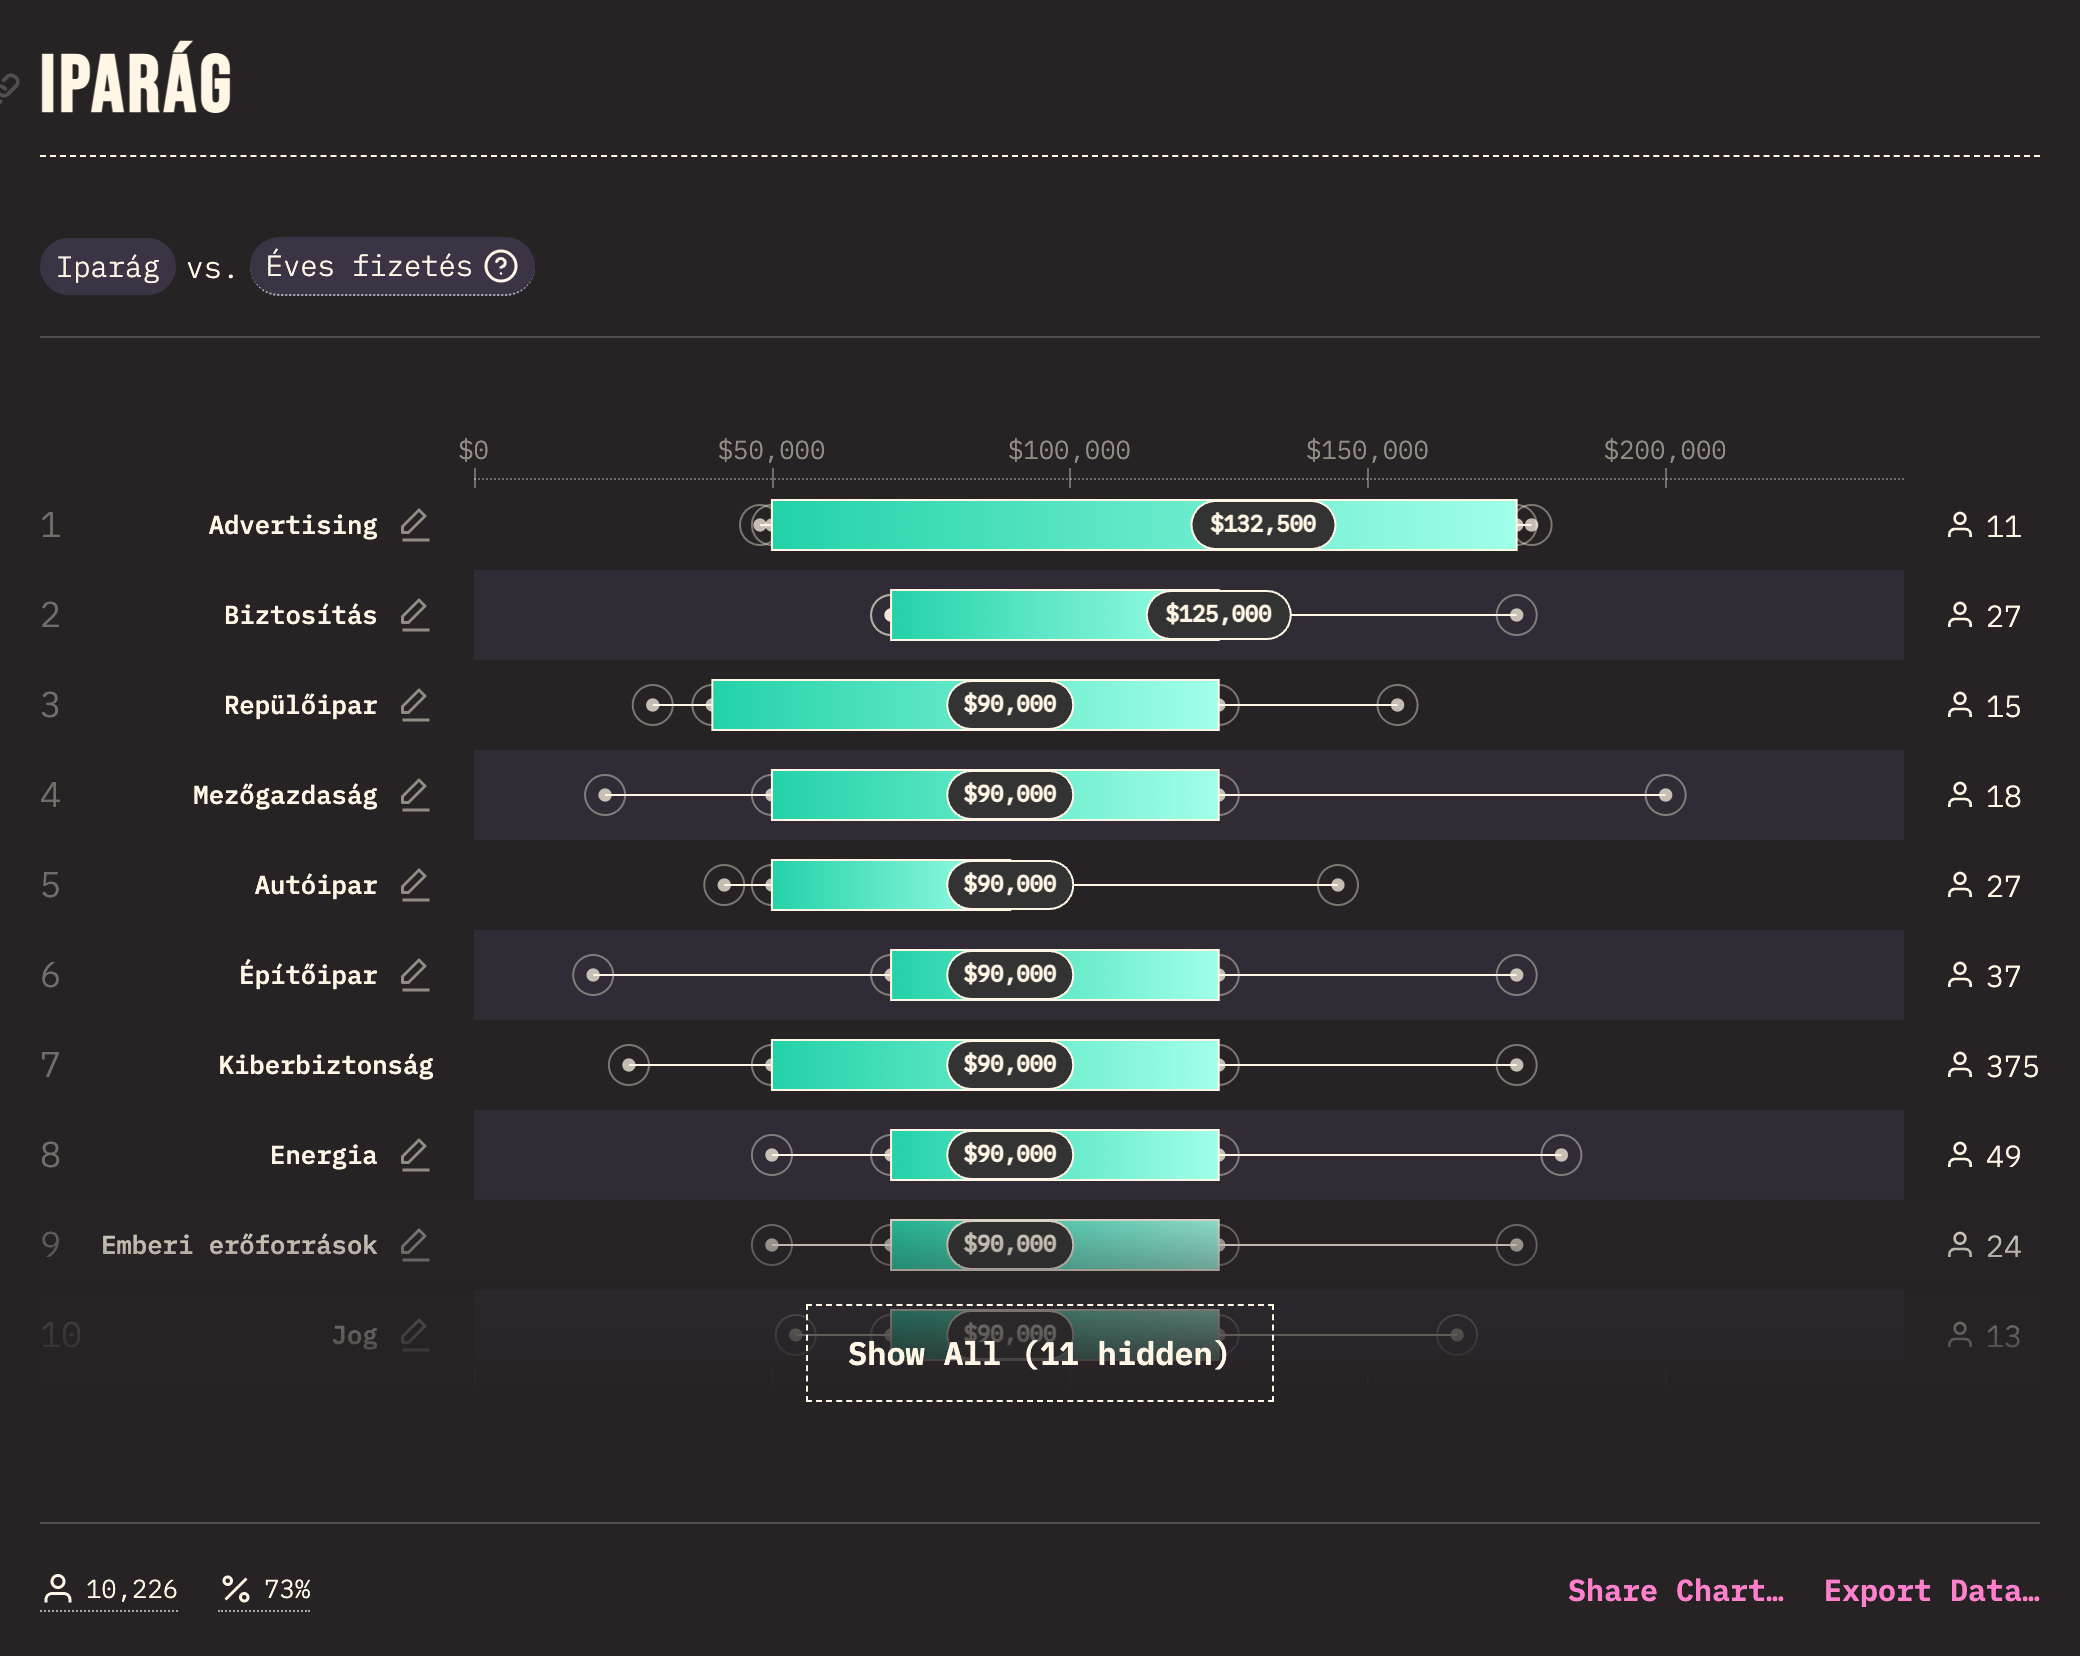 IPARÁG
Iparág vs. Éves fizetés
$0 $50,000 $100,000 $150,000 $200,000
1 Advertising $132,500 11
2 Biztosítás $125,000 27
3 Repülőipar $90,000 15
4 Mezőgazdaság $90,000 18
5 Autóipar $90,000 27
6 Építőipar $90,000 37
7 Kiberbiztonság $90,000 375
8 Energia $90,000 49
9 Emberi erőforrások $90,000 24
10 Jog $90,000 13
Show All (11 hidden)
10,226 73% Share Chart… Export Data…